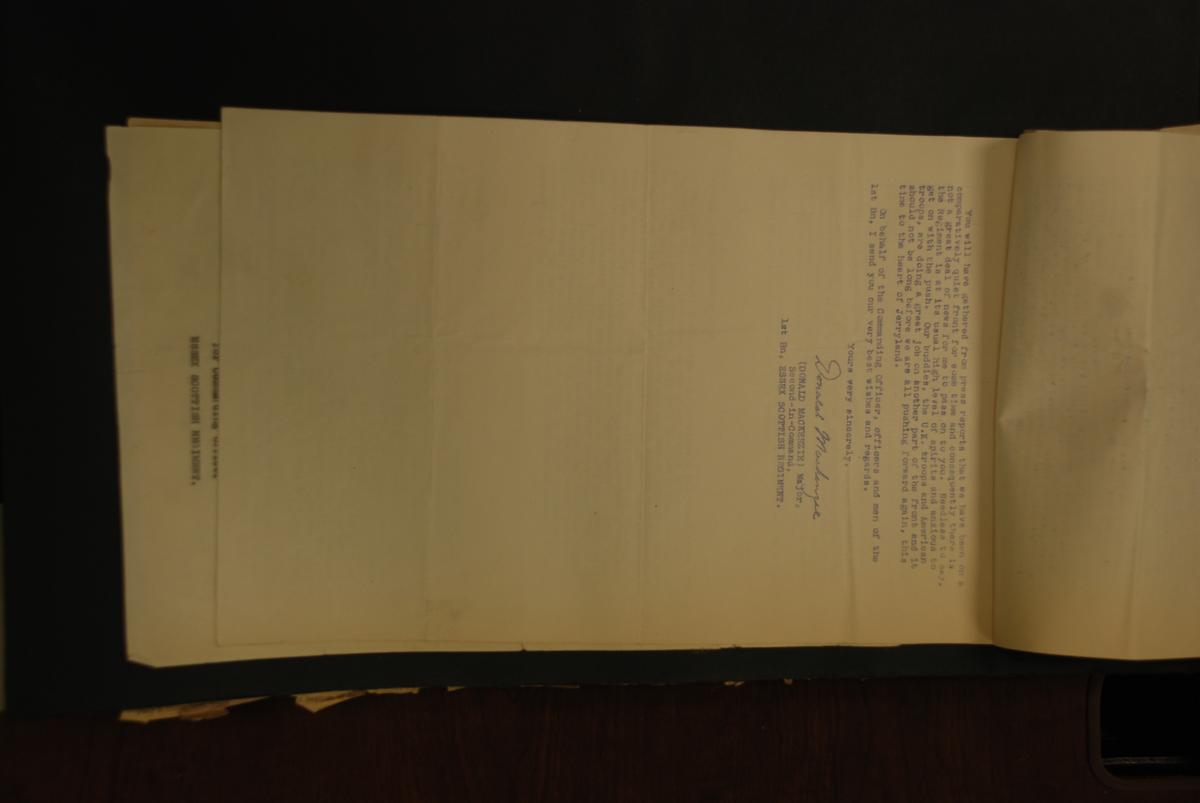 You will have gathered from press reports that we have been on a
comparatively quiet front for some time and consequently there is
not a great deal of news for me to pass on to you. Needless to say,
the Regiment is at its usual high level of spirits and anxious to
get on with the push. Our buddies, the U.K. troops and American
troops, are doing a great job on another part of the front and it
should not be long before we are all pushing forward again, this
time to the heart of Jerryland.
On behalf of the Commanding Officer, officers and men of the
1st Bn, I send you our very best wishes and regards.
Yours very sincerely,
Donald Mackenzie
(DONALD MACKENZIE) Major,
Second-in-Command,
1st Bn, ESSEX SCOTTISH REGIMENT.
for Commanding Officer
ESSEX SCOTTISH REGIMENT.